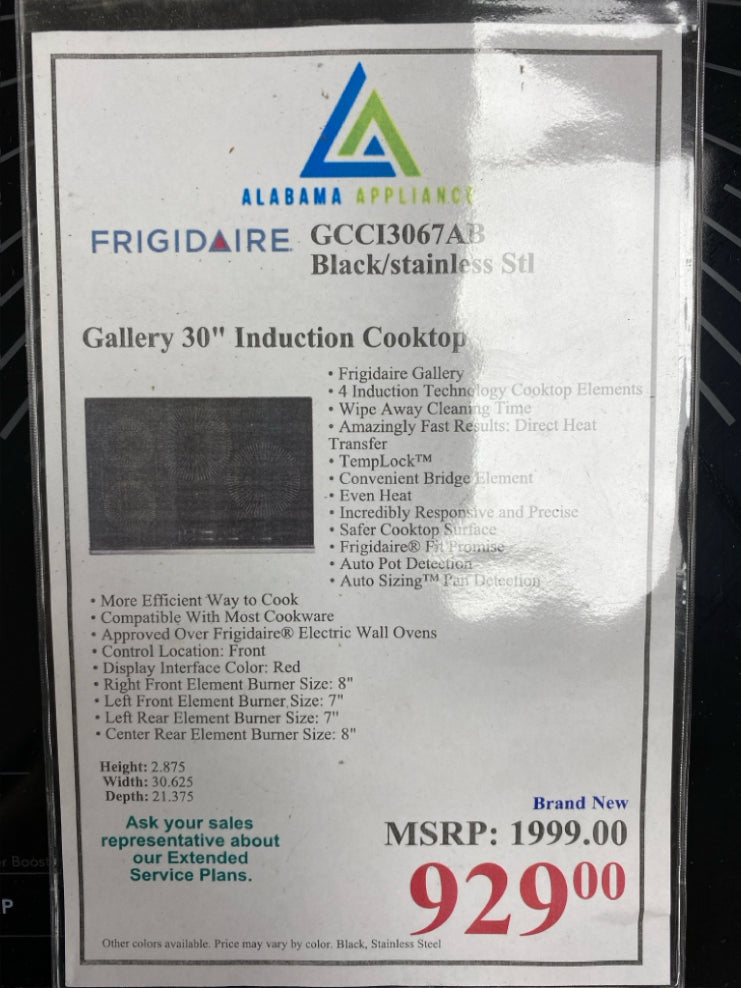 ALABAMA APPLIANCE
FRIGIDAIRE
GCCI3067AB
Black/stainless Stl
Gallery 30" Induction Cooktop
• Frigidaire Gallery
• 4 Induction Technology Cooktop Elements
• Wipe Away Cleaning Time
• Amazingly Fast Results: Direct Heat
Transfer
• TempLock™
• Convenient Bridge Element
• Even Heat
• Incredibly Responsive and Precise
• Safer Cooktop Surface
• Frigidaire® Fit Promise
• Auto Pot Detection
• Auto Sizing™ Pan Detection
• More Efficient Way to Cook
• Compatible With Most Cookware
• Approved Over Frigidaire® Electric Wall Ovens
• Control Location: Front
• Display Interface Color: Red
• Right Front Element Burner Size: 8"
• Left Front Element Burner Size: 7"
• Left Rear Element Burner Size: 7"
• Center Rear Element Burner Size: 8"
Height: 2.875
Width: 30.625
Depth: 21.375
Ask your sales
representative about
our Extended
Service Plans.
Brand New
MSRP: 1999.00
929⁰⁰
Other colors available. Price may vary by color. Black, Stainless Steel
Boost
P